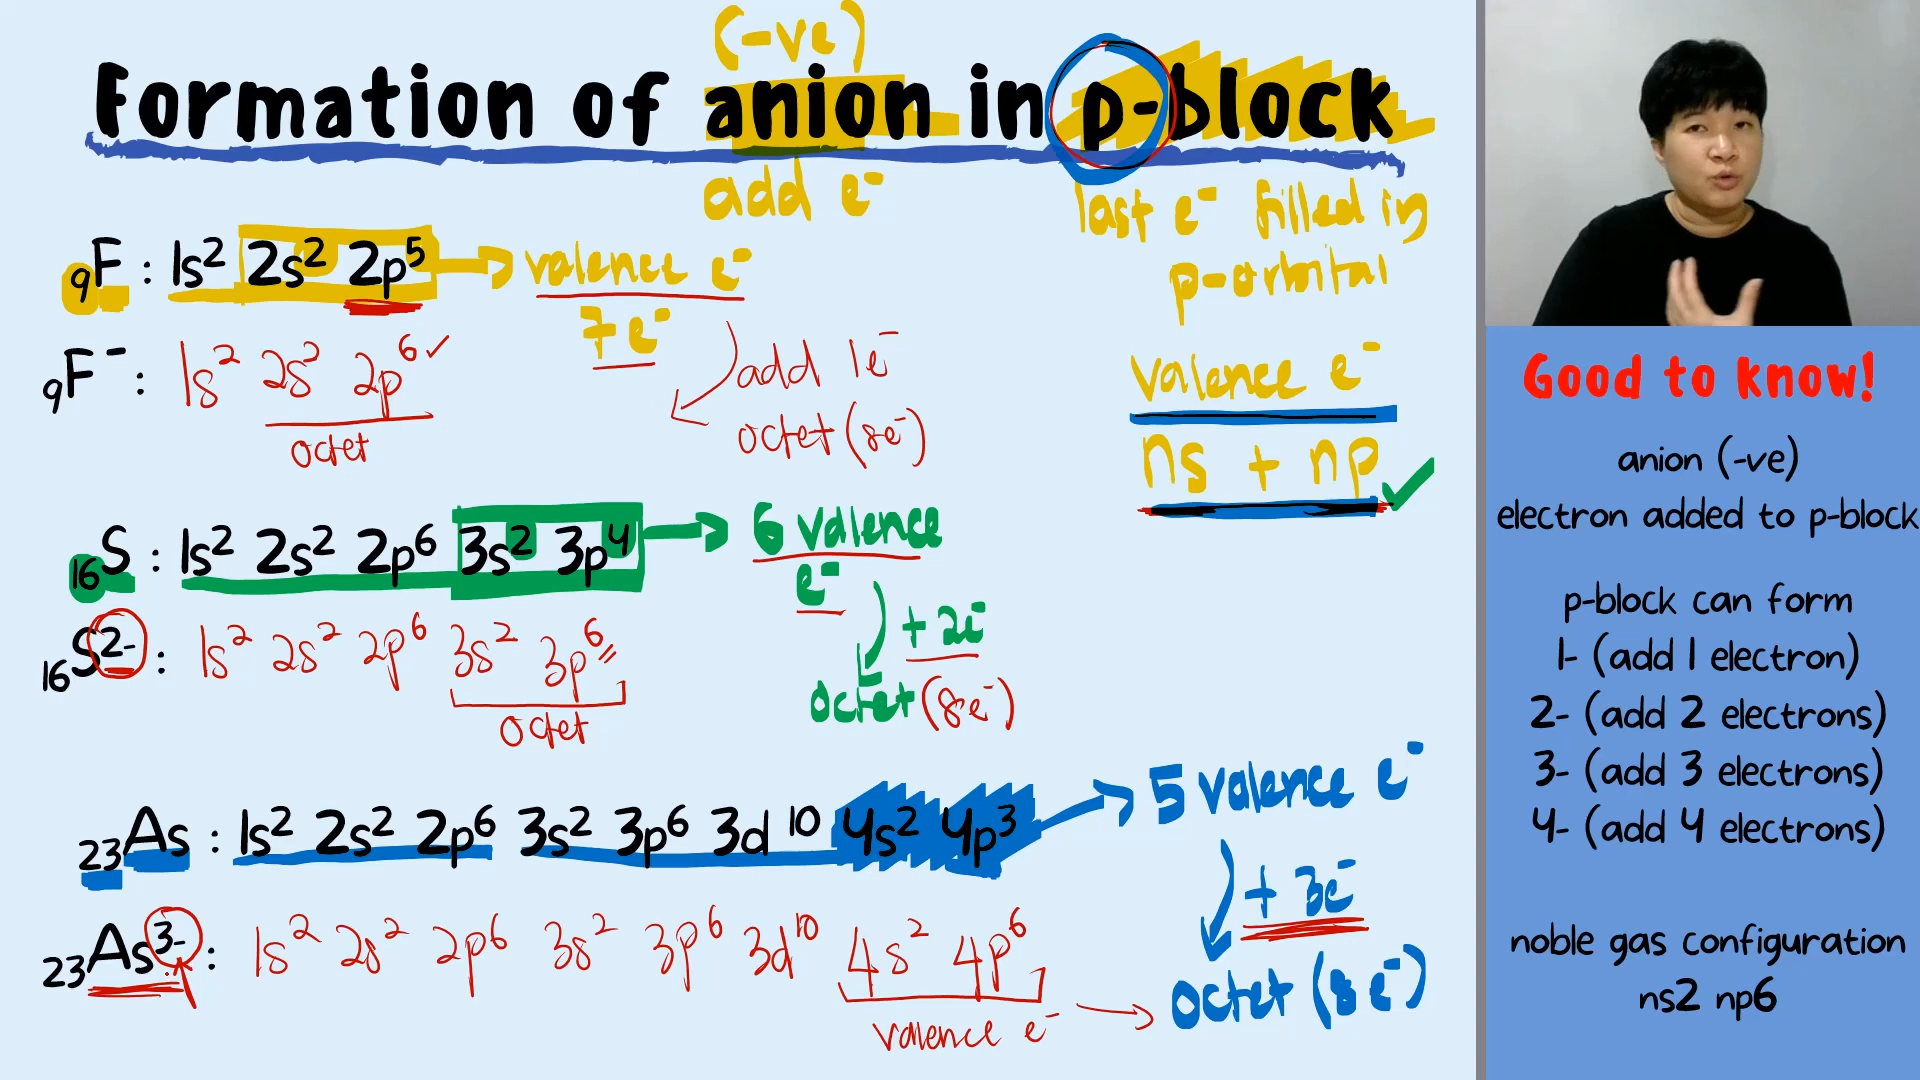 (-ve)
Formation of anion in p-block
add e⁻
last e⁻ filled in
p-orbital
₉F : 1s² 2s² 2p⁵ → valence e⁻
7 e⁻
₉F⁻ : 1s² 2s² 2p⁶ ✓
octet
add 1e⁻
octet (8e⁻)
valence e⁻
ns + np ✓
₁₆S : 1s² 2s² 2p⁶ 3s² 3p⁴ → 6 valence
e⁻
+ 2e⁻
octet (8e⁻)
₁₆S²⁻ : 1s² 2s² 2p⁶ 3s² 3p⁶
octet
₂₃As : 1s² 2s² 2p⁶ 3s² 3p⁶ 3d¹⁰ 4s² 4p³ → 5 valence e⁻
+ 3e⁻
octet (8e⁻)
₂₃As³⁻ : 1s² 2s² 2p⁶ 3s² 3p⁶ 3d¹⁰ 4s² 4p⁶
valence e⁻ →
Good to know!
anion (-ve)
electron added to p-block
p-block can form
1- (add 1 electron)
2- (add 2 electrons)
3- (add 3 electrons)
4- (add 4 electrons)
noble gas configuration
ns2 np6